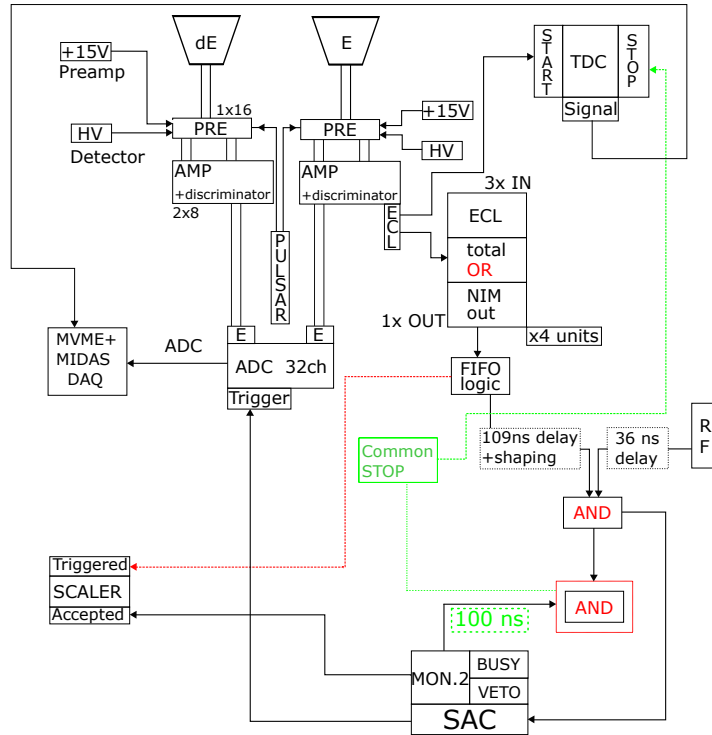 dE
E
START
TDC
STOP
Signal
+15V
Preamp
1x16
PRE
PRE
+15V
HV
Detector
HV
AMP
+discriminator
2x8
AMP
+discriminator
ECL
3x IN
ECL
total
OR
NIM
out
1x OUT
x4 units
PULSAR
E
E
MVME+
MIDAS
DAQ
ADC
ADC 32ch
Trigger
FIFO
logic
Common
STOP
109ns delay
+shaping
36 ns
delay
R
F
AND
Triggered
SCALER
Accepted
AND
100 ns
MON.2
BUSY
VETO
SAC